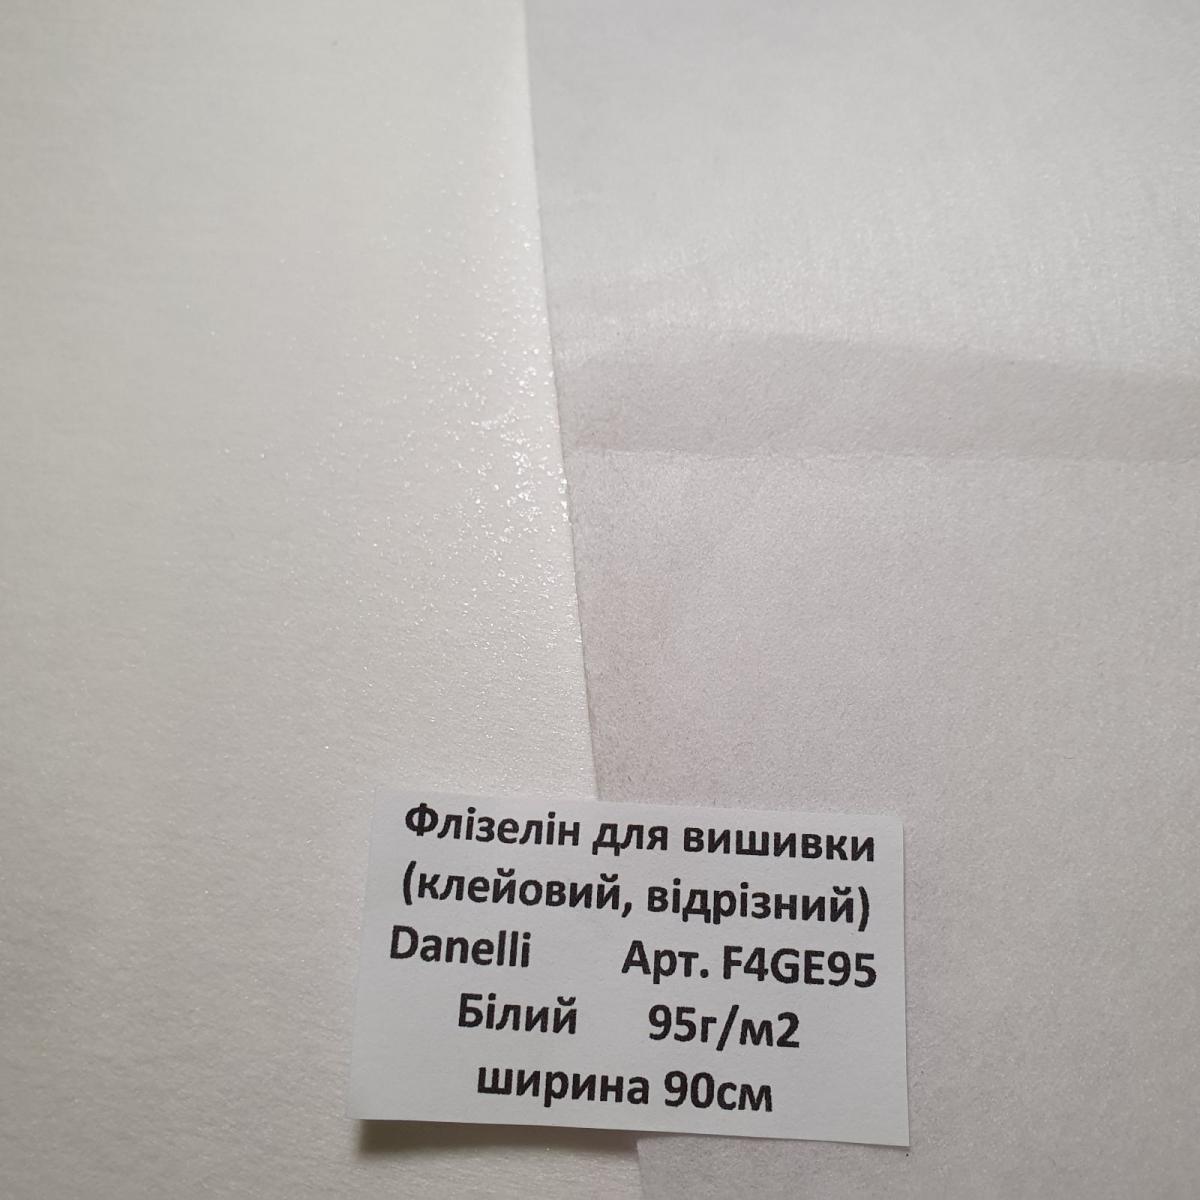 Флізелін для вишивки
(клейовий, відрізний)
Danelli Арт. F4GE95
Білий 95г/м2
ширина 90см